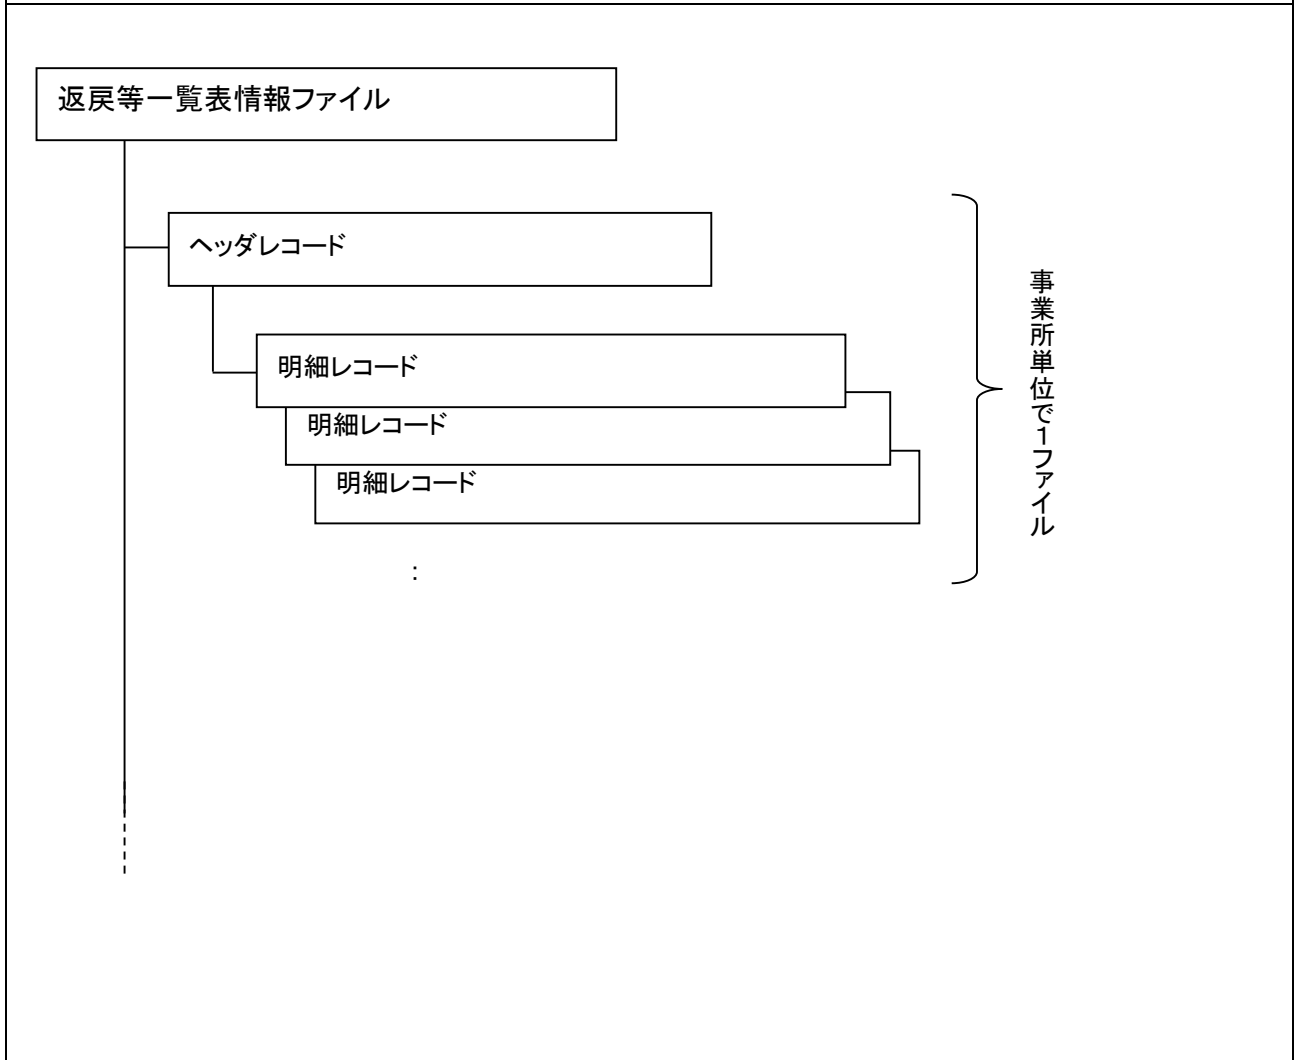 返戻等一覧表情報ファイル
ヘッダレコード
明細レコード
明細レコード
明細レコード
：
事業所単位で１ファイル